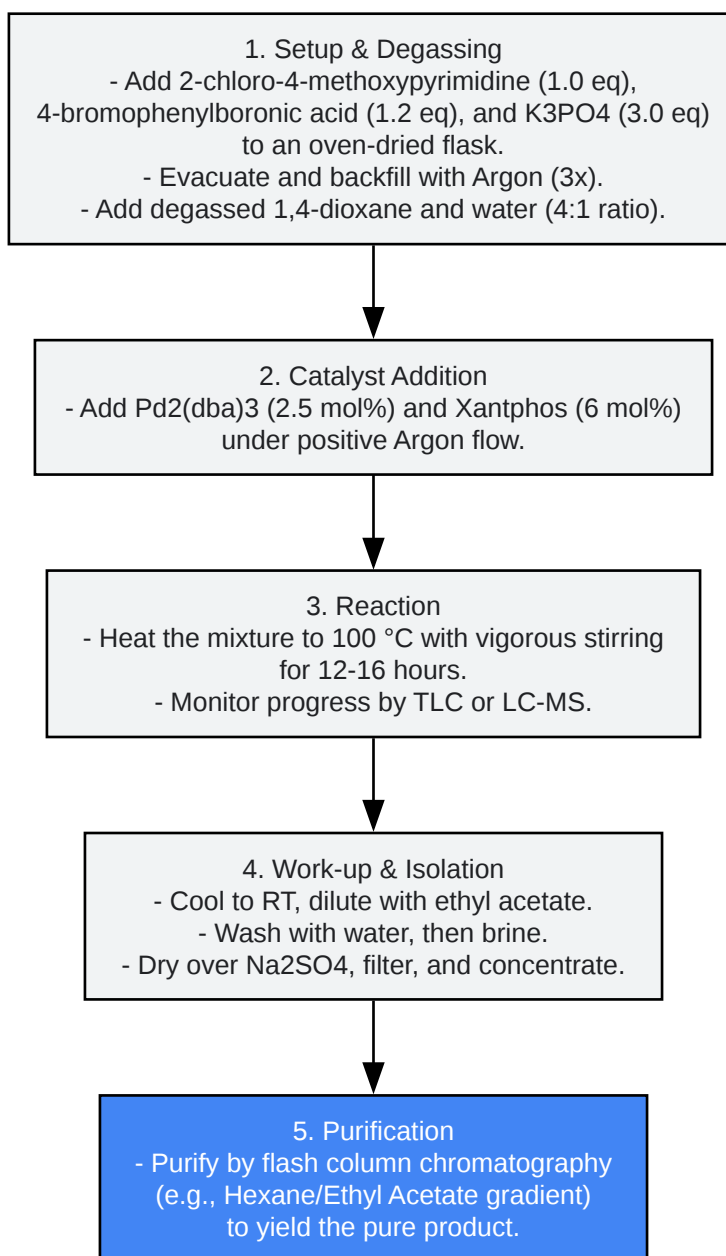 1. Setup & Degassing
- Add 2-chloro-4-methoxypyrimidine (1.0 eq),
4-bromophenylboronic acid (1.2 eq), and K3PO4 (3.0 eq)
to an oven-dried flask.
- Evacuate and backfill with Argon (3x).
- Add degassed 1,4-dioxane and water (4:1 ratio).
2. Catalyst Addition
- Add Pd2(dba)3 (2.5 mol%) and Xantphos (6 mol%)
under positive Argon flow.
3. Reaction
- Heat the mixture to 100 °C with vigorous stirring
for 12-16 hours.
- Monitor progress by TLC or LC-MS.
4. Work-up & Isolation
- Cool to RT, dilute with ethyl acetate.
- Wash with water, then brine.
- Dry over Na2SO4, filter, and concentrate.
5. Purification
- Purify by flash column chromatography
(e.g., Hexane/Ethyl Acetate gradient)
to yield the pure product.